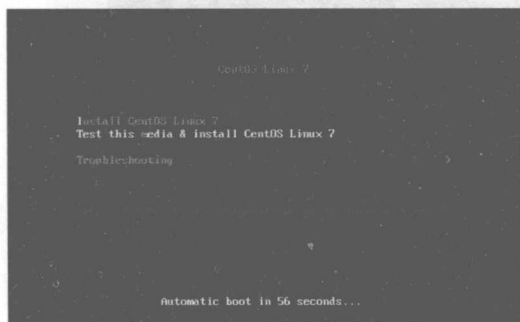 CentOS Linux 7
Install CentOS Linux 7
Test this media & install CentOS Linux 7
Troubleshooting
Automatic boot in 56 seconds...